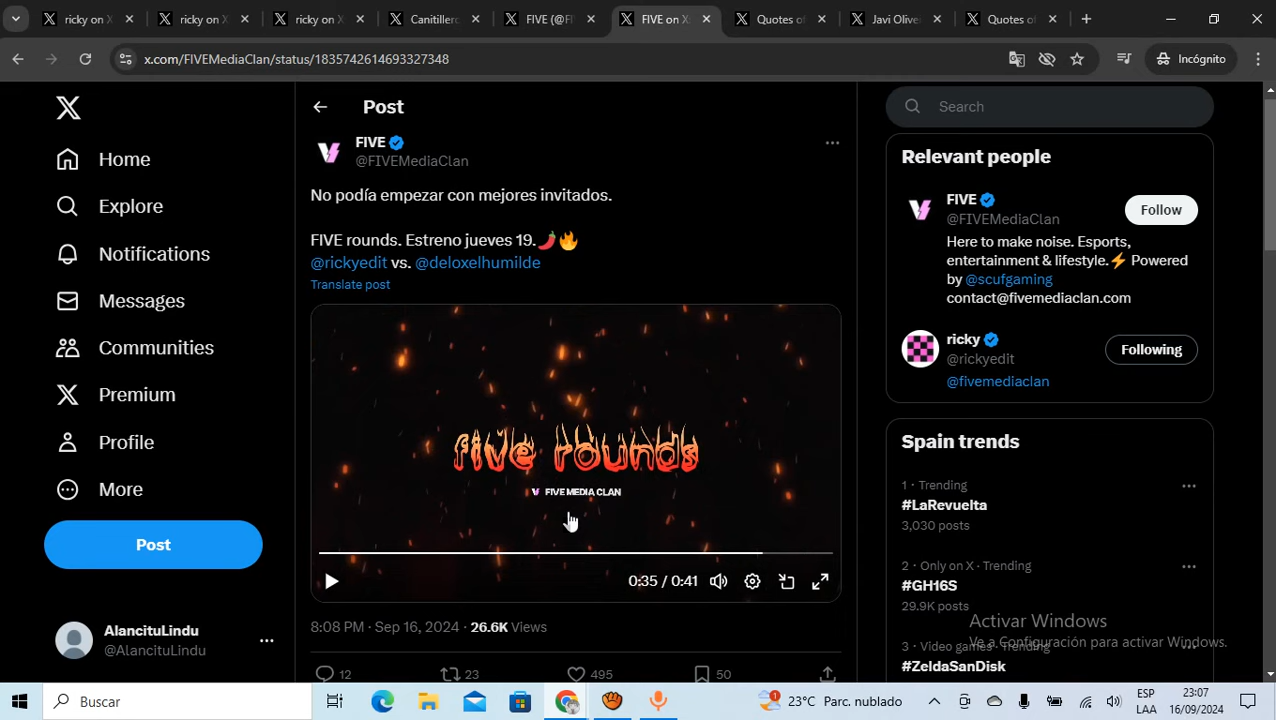 ricky on X
ricky on X
ricky on X
Canitillero
FIVE (@FI
FIVE on X
Quotes of
Javi Olive
Quotes of
x.com/FIVEMediaClan/status/1835742614693327348
Incógnito
Home
Explore
Notifications
Messages
Communities
Premium
Profile
More
Post
AlancituLindu
@AlancituLindu
Post
FIVE
@FIVEMediaClan
No podía empezar con mejores invitados.
FIVE rounds. Estreno jueves 19.🌶️🔥
@rickyedit vs. @deloxelhumilde
Translate post
five rounds
FIVE MEDIA CLAN
0:35 / 0:41
8:08 PM · Sep 16, 2024 · 26.6K Views
12 23 495 50
Search
Relevant people
FIVE
@FIVEMediaClan
Follow
Here to make noise. Esports,
entertainment & lifestyle.⚡ Powered
by @scufgaming
contact@fivemediaclan.com
ricky
@rickyedit
Following
@fivemediaclan
Spain trends
1 · Trending
#LaRevuelta
3,030 posts
2 · Only on X · Trending
#GH16S
29.9K posts
3 · Video games · Trending
#ZeldaSanDisk
Activar Windows
Ve a Configuración para activar Windows.
Buscar
1
23°C Parc. nublado
ESP
LAA
23:07
16/09/2024